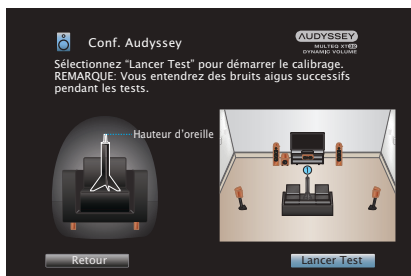 Conf. Audyssey
AUDYSSEY
MULTEQ XT32
DYNAMIC VOLUME
Sélectionnez “Lancer Test” pour démarrer le calibrage.
REMARQUE: Vous entendrez des bruits aigus successifs
pendant les tests.
Hauteur d’oreille
Retour
Lancer Test